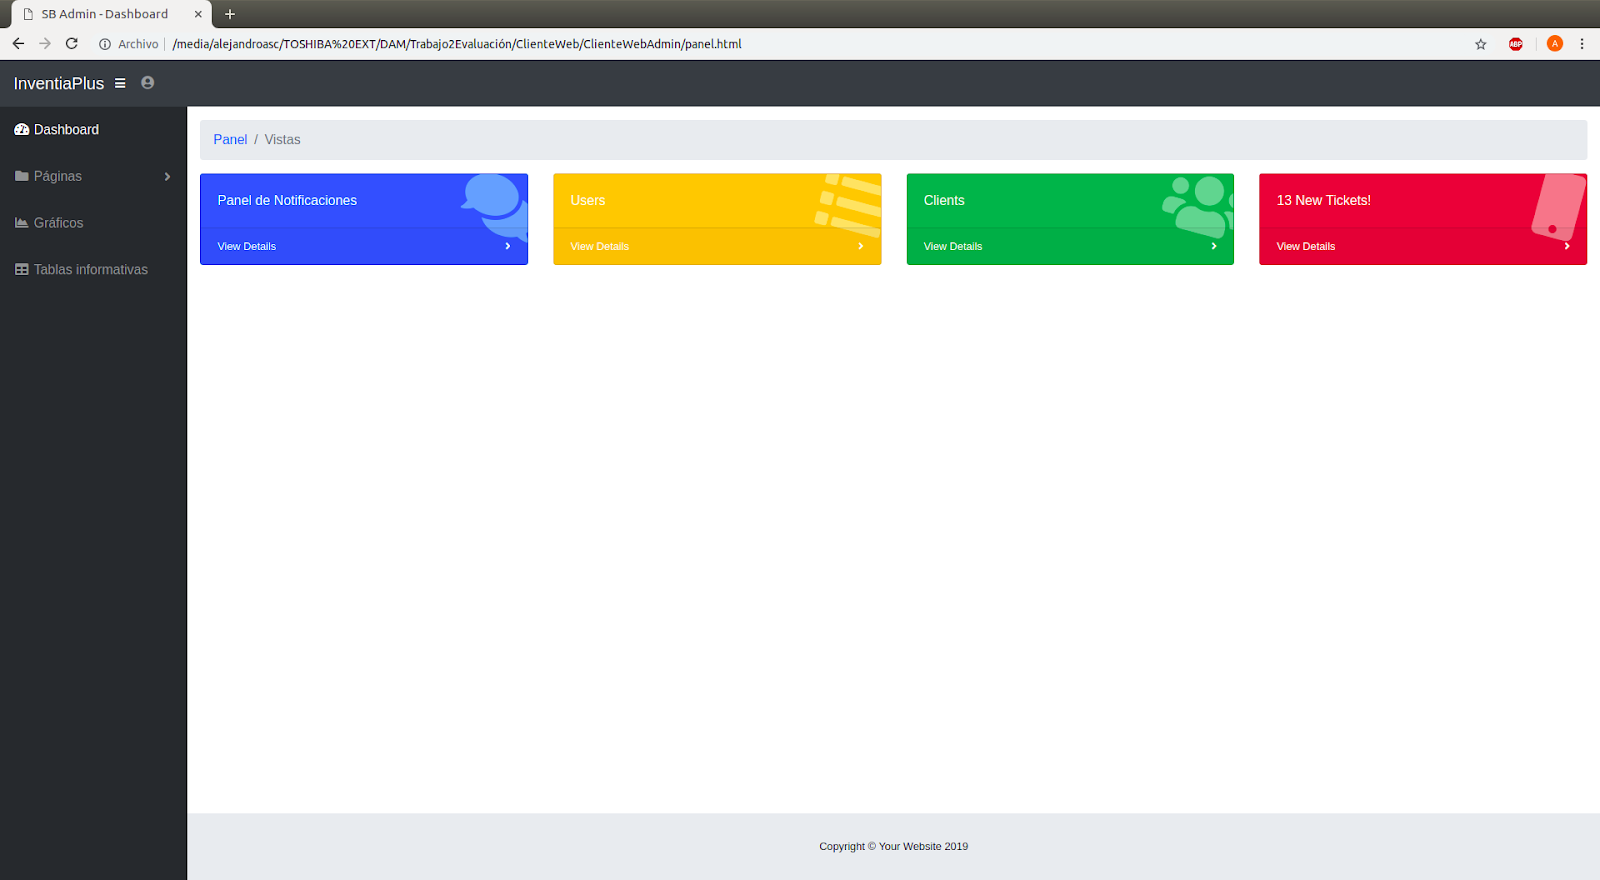 SB Admin - Dashboard
Archivo /media/alejandroasc/TOSHIBA%20EXT/DAM/Trabajo2Evaluación/ClienteWeb/ClienteWebAdmin/panel.html
ABP
A
InventiaPlus
Dashboard
Páginas
Gráficos
Tablas informativas
Panel / Vistas
Panel de Notificaciones
View Details
Users
View Details
Clients
View Details
13 New Tickets!
View Details
Copyright © Your Website 2019